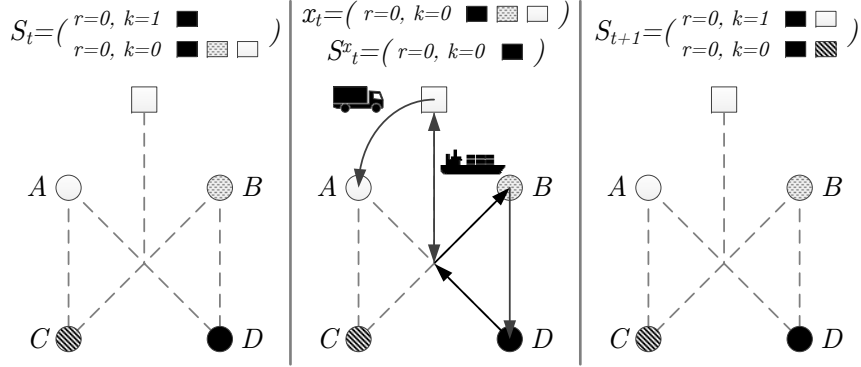 S_t=( r=0, k=1
r=0, k=0 )
x_t=( r=0, k=0 )
S^x_t=( r=0, k=0 )
S_{t+1}=( r=0, k=1
r=0, k=0 )
A B
C D
A B
C D
A B
C D